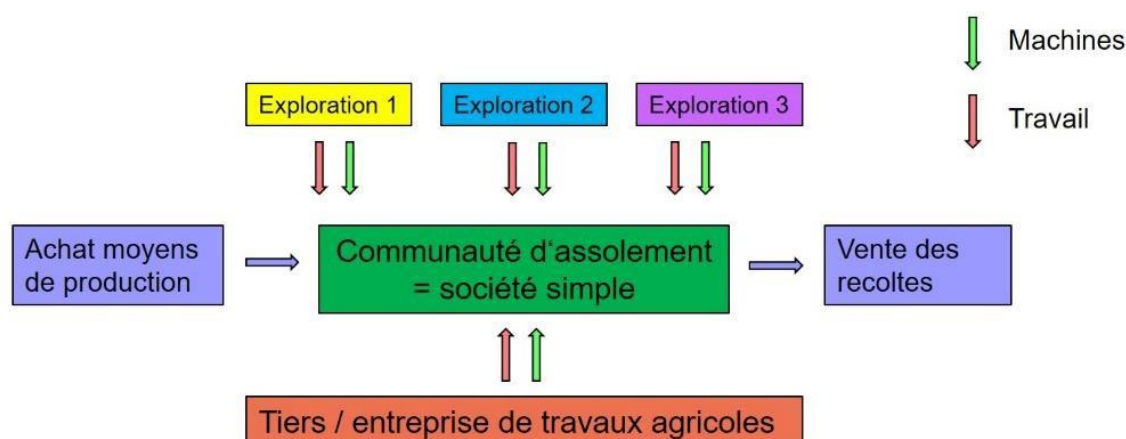 Machines
Exploration 1
Exploration 2
Exploration 3
Travail
Achat moyens
de production
Communauté d‘assolement
= société simple
Vente des
recoltes
Tiers / entreprise de travaux agricoles